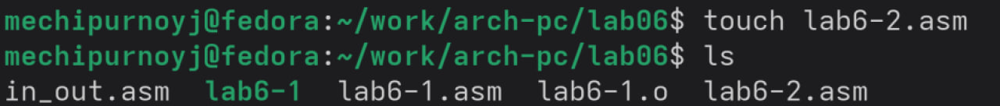 mechipurnoyj@fedora:~/work/arch-pc/lab06$ touch lab6-2.asm
mechipurnoyj@fedora:~/work/arch-pc/lab06$ ls
in_out.asm  lab6-1  lab6-1.asm  lab6-1.o  lab6-2.asm